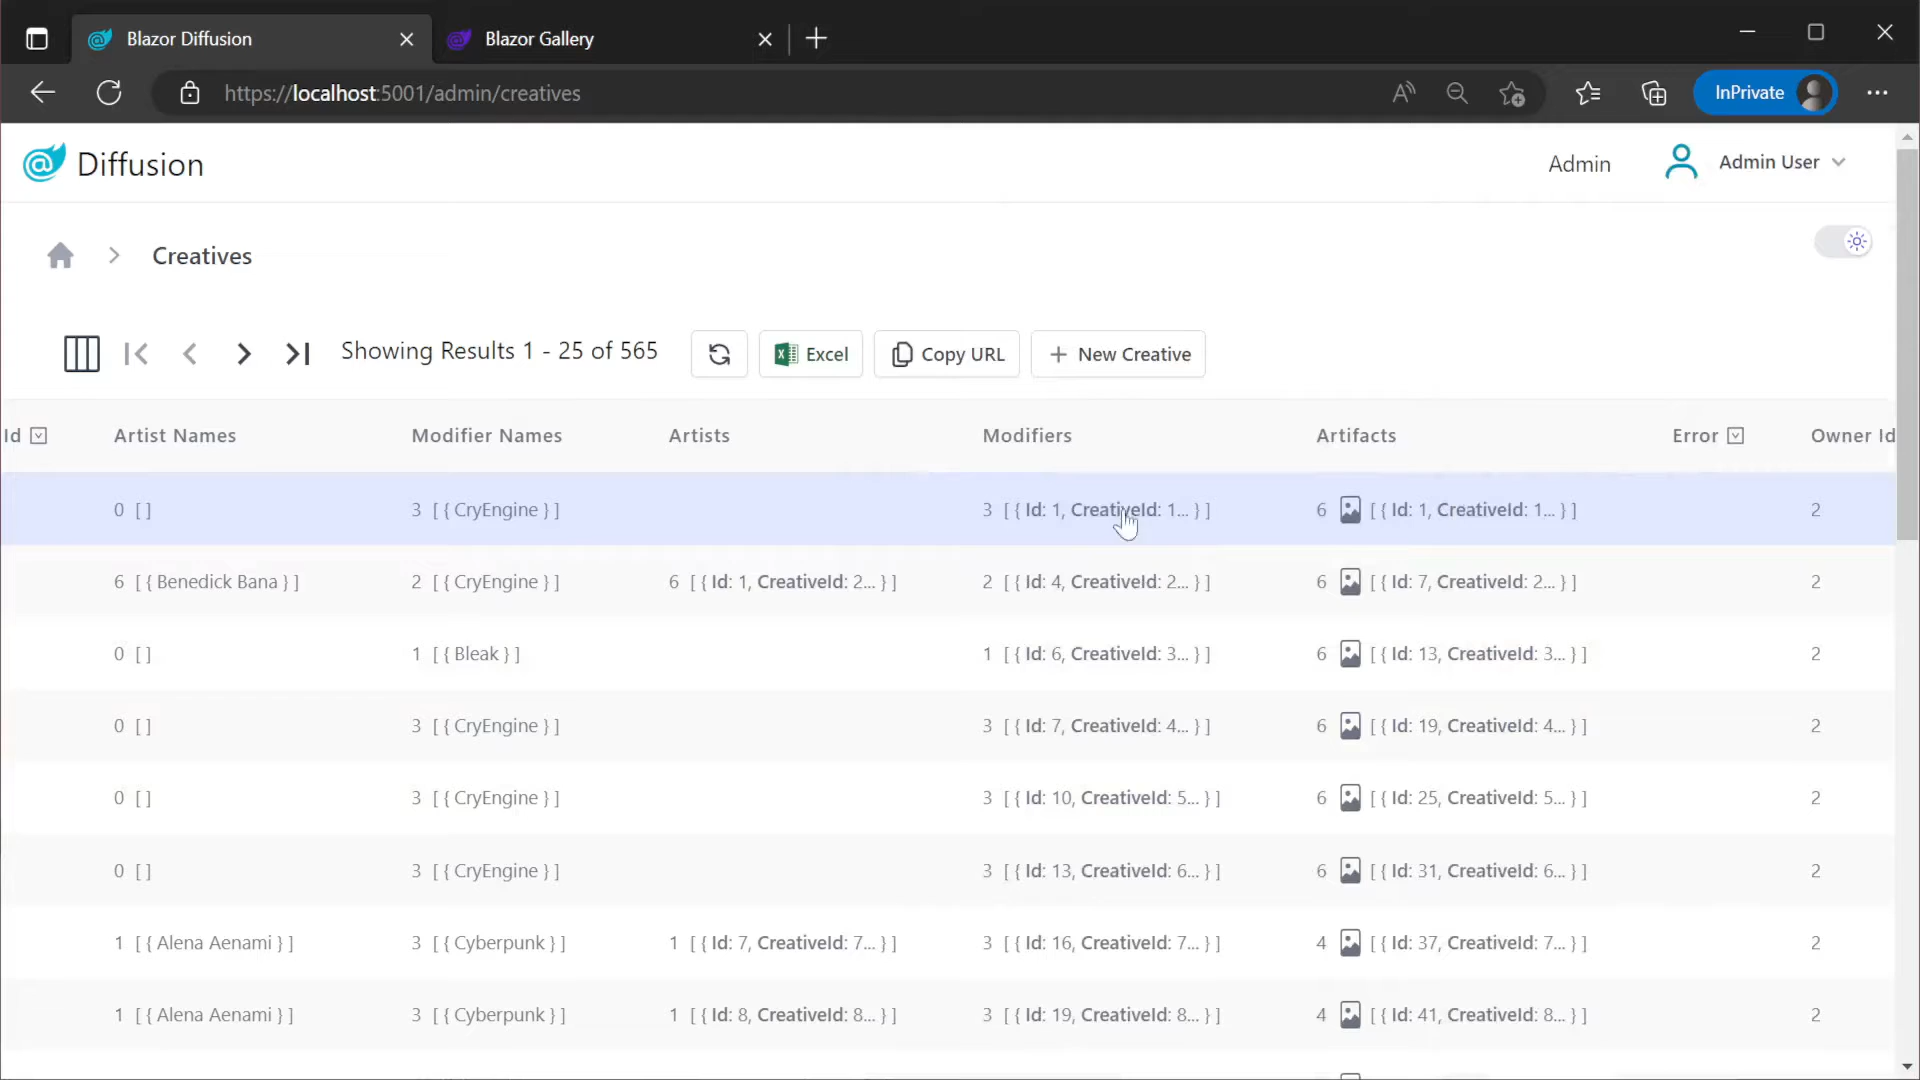 Blazor Diffusion
Blazor Gallery
https://localhost:5001/admin/creatives
InPrivate
Diffusion
Admin
Admin User
Creatives
Showing Results 1 - 25 of 565
Excel
Copy URL
New Creative
Id Artist Names Modifier Names Artists Modifiers Artifacts Error Owner Id
0 [ ] 3 [ { CryEngine } ] 3 [ { Id: 1, CreativeId: 1... } ] 6 [ { Id: 1, CreativeId: 1... } ] 2
6 [ { Benedick Bana } ] 2 [ { CryEngine } ] 6 [ { Id: 1, CreativeId: 2... } ] 2 [ { Id: 4, CreativeId: 2... } ] 6 [ { Id: 7, CreativeId: 2... } ] 2
0 [ ] 1 [ { Bleak } ] 1 [ { Id: 6, CreativeId: 3... } ] 6 [ { Id: 13, CreativeId: 3... } ] 2
0 [ ] 3 [ { CryEngine } ] 3 [ { Id: 7, CreativeId: 4... } ] 6 [ { Id: 19, CreativeId: 4... } ] 2
0 [ ] 3 [ { CryEngine } ] 3 [ { Id: 10, CreativeId: 5... } ] 6 [ { Id: 25, CreativeId: 5... } ] 2
0 [ ] 3 [ { CryEngine } ] 3 [ { Id: 13, CreativeId: 6... } ] 6 [ { Id: 31, CreativeId: 6... } ] 2
1 [ { Alena Aenami } ] 3 [ { Cyberpunk } ] 1 [ { Id: 7, CreativeId: 7... } ] 3 [ { Id: 16, CreativeId: 7... } ] 4 [ { Id: 37, CreativeId: 7... } ] 2
1 [ { Alena Aenami } ] 3 [ { Cyberpunk } ] 1 [ { Id: 8, CreativeId: 8... } ] 3 [ { Id: 19, CreativeId: 8... } ] 4 [ { Id: 41, CreativeId: 8... } ] 2